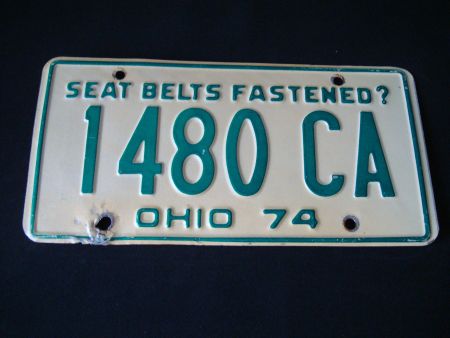 SEAT BELTS FASTENED?
1480 CA
OHIO 74